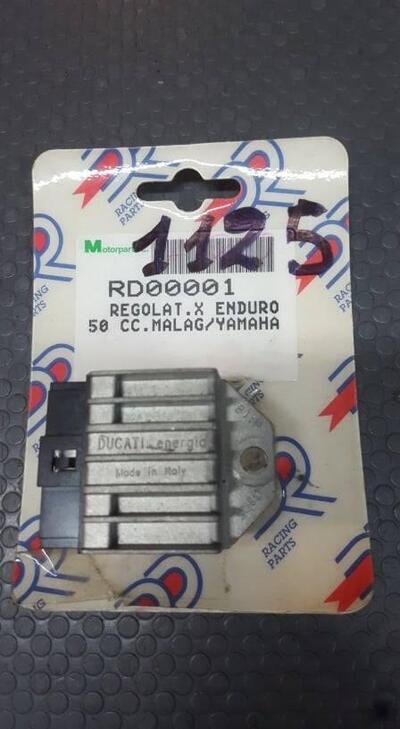 Motorpar
1125
RD00001
REGOLAT.X ENDURO
50 CC.MALAG/YAMAHA
DUCATI energia
Made in Italy
RACING
PARTS
RACING
PARTS
RACING
PARTS